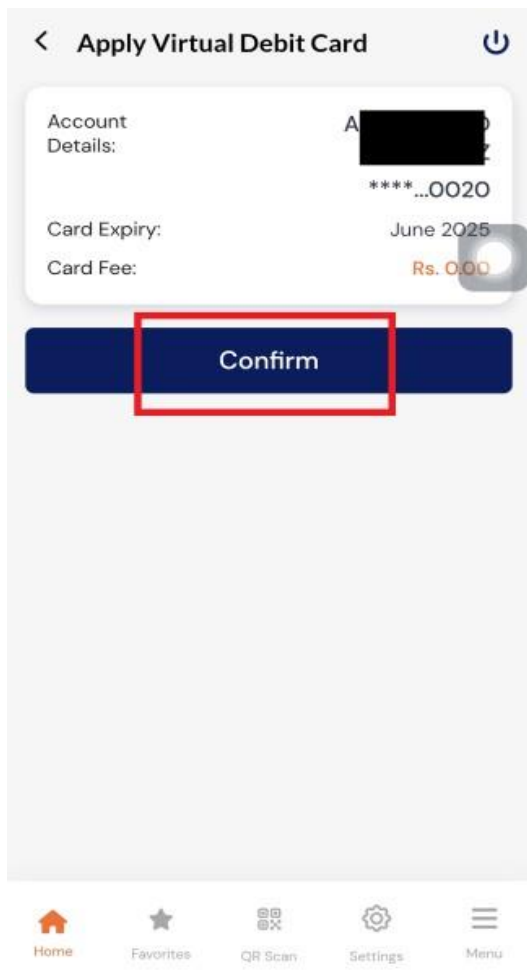 Apply Virtual Debit Card
Account
Details:
****...0020
Card Expiry: June 2025
Card Fee: Rs. 0.00
Confirm
Home Favorites QR Scan Settings Menu